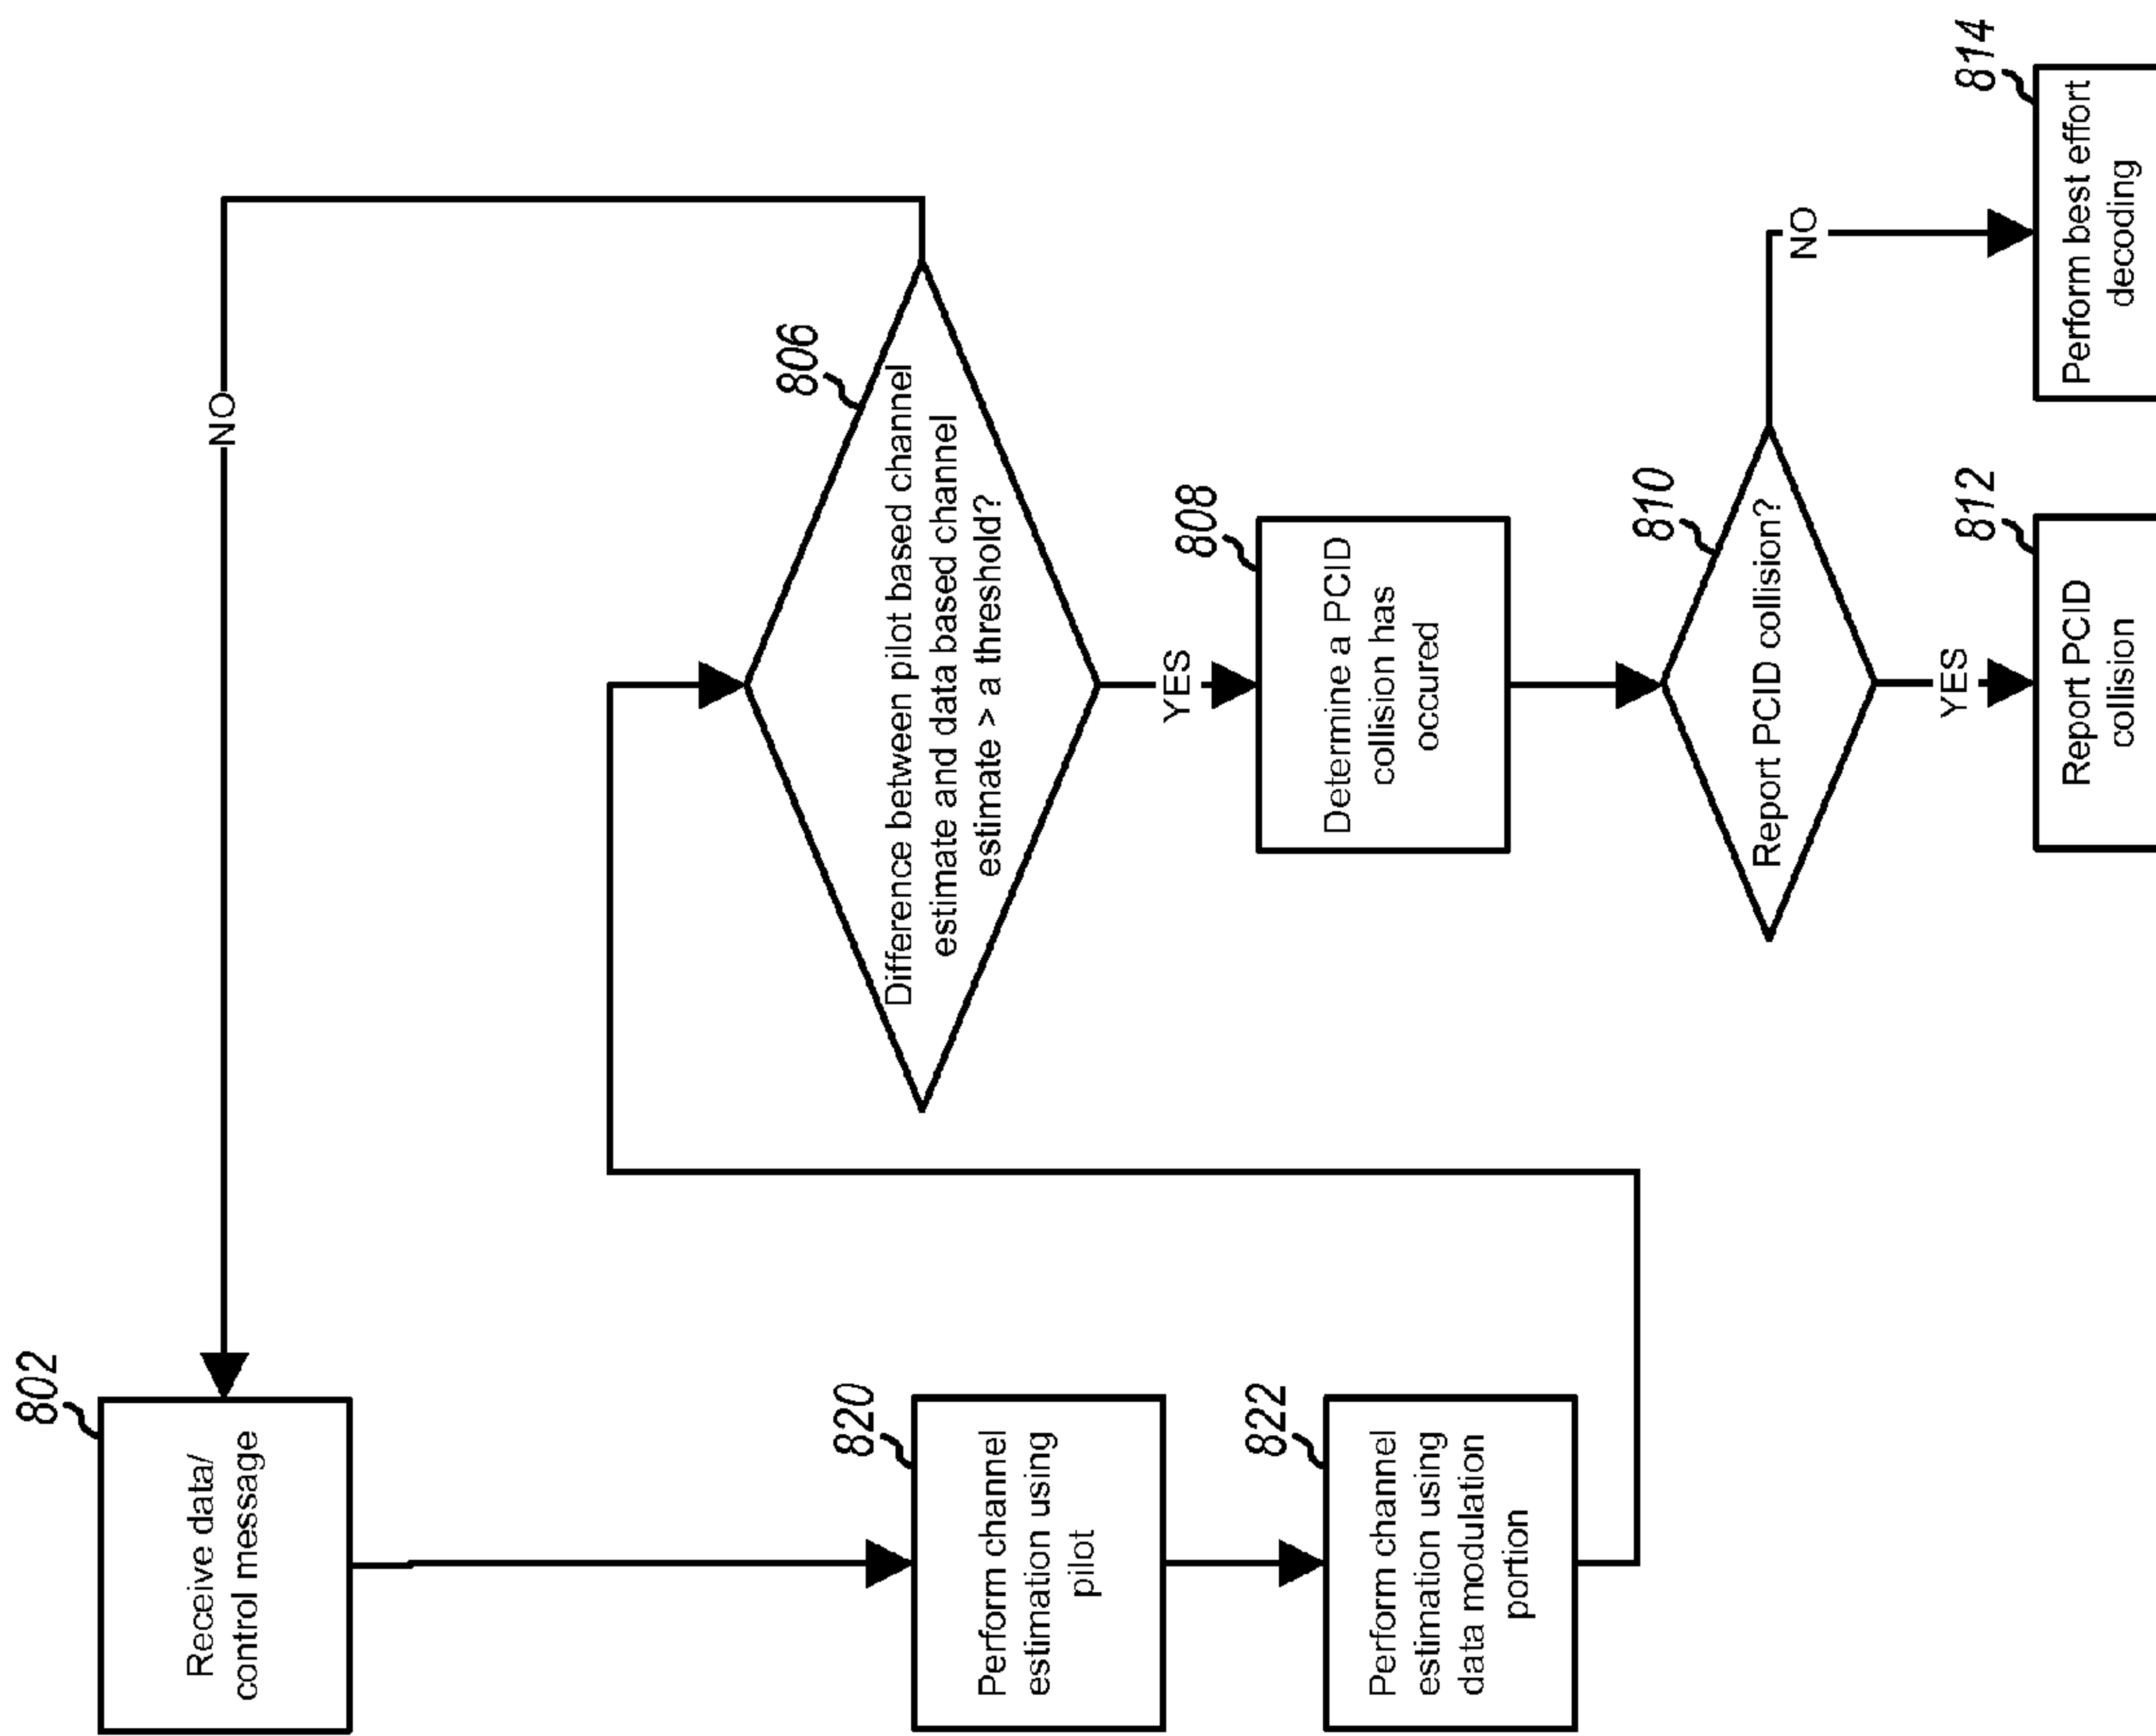 802
Receive data/
control message
820
Perform channel
estimation using
pilot
822
Perform channel
estimation using
data modulation
portion
806
Difference between pilot based channel
estimate and data based channel
estimate > a threshold?
NO
YES
808
Determine a PCID
collision has
occured
810
Report PCID collision?
YES
NO
812
Report PCID
collision
814
Perform best effort
decoding